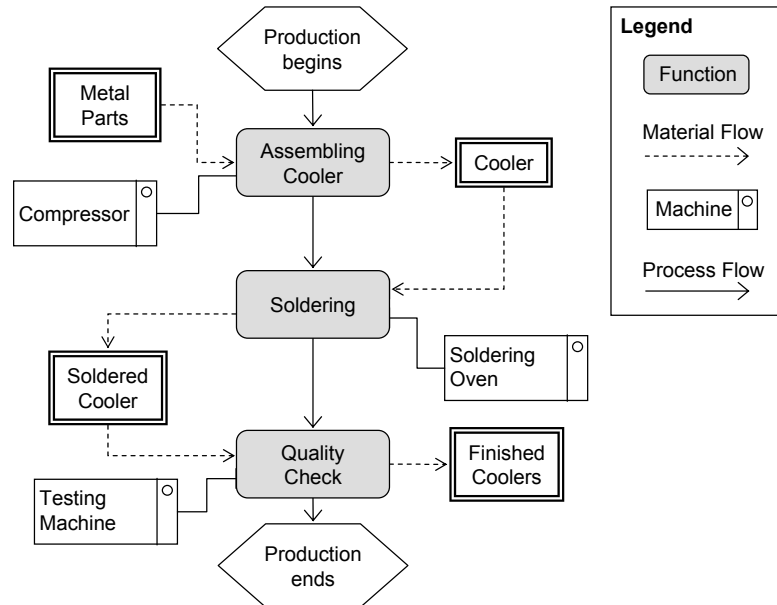 Production
begins
Metal
Parts
Assembling
Cooler
Cooler
Compressor
Soldering
Soldering
Oven
Soldered
Cooler
Quality
Check
Finished
Coolers
Testing
Machine
Production
ends
Legend
Function
Material Flow
Machine
Process Flow